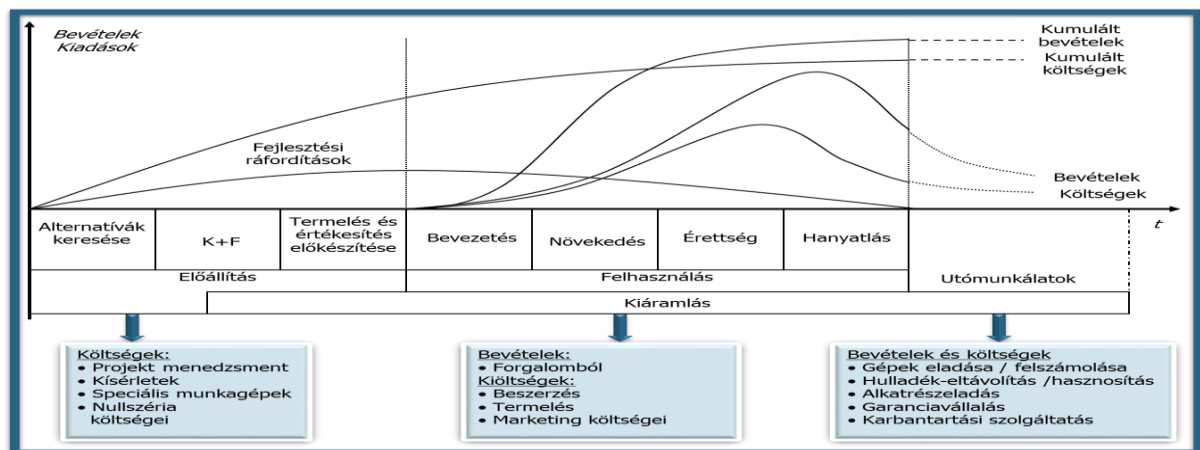 Bevételek
Kiadások
Kumulált
bevételek
Kumulált
költségek
Fejlesztési
ráfordítások
Bevételek
Költségek
t
Alternatívák
keresése
K+F
Termelés és
értékesítés
előkészítése
Bevezetés
Növekedés
Érettség
Hanyatlás
Előállítás
Felhasználás
Utómunkálatok
Kiáramlás
Költségek:
• Projekt menedzsment
• Kísérletek
• Speciális munkagépek
• Nullszéria
költségei
Bevételek:
• Forgalomból
Kiöltségek:
• Beszerzés
• Termelés
• Marketing költségei
Bevételek és költségek
• Gépek eladása / felszámolása
• Hulladék-eltávolítás /hasznosítás
• Alkatrészeladás
• Garanciavállalás
• Karbantartási szolgáltatás